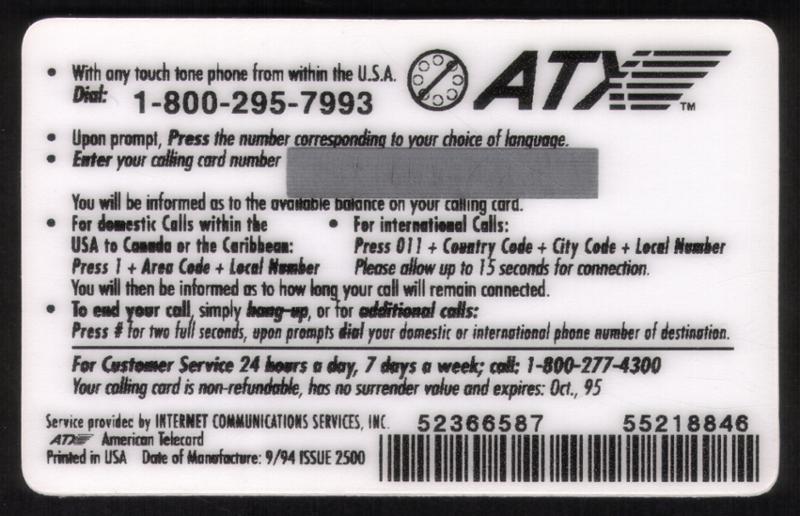 • With any touch tone phone from within the U.S.A.
Dial: 1-800-295-7993
ATX
TM
• Upon prompt, Press the number corresponding to your choice of language.
• Enter your calling card number
You will be informed as to the available balance on your calling card.
• For domestic Calls within the
USA to Canada or the Caribbean:
Press 1 + Area Code + Local Number
• For international Calls:
Press 011 + Country Code + City Code + Local Number
Please allow up to 15 seconds for connection.
You will then be informed as to how long your call will remain connected.
• To end your call, simply hang-up, or for additional calls:
Press # for two full seconds, upon prompts dial your domestic or international phone number of destination.
For Customer Service 24 hours a day, 7 days a week; call: 1-800-277-4300
Your calling card is non-refundable, has no surrender value and expires: Oct., 95
Service provided by INTERNET COMMUNICATIONS SERVICES, INC.
ATX American Telecard
Printed in USA Date of Manufacture: 9/94 ISSUE 2500
52366587 55218846